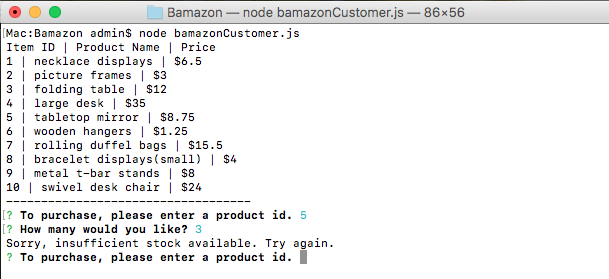 Bamazon — node bamazonCustomer.js — 86×56
[Mac:Bamazon admin$ node bamazonCustomer.js
Item ID | Product Name | Price
1 | necklace displays | $6.5
2 | picture frames | $3
3 | folding table | $12
4 | large desk | $35
5 | tabletop mirror | $8.75
6 | wooden hangers | $1.25
7 | rolling duffel bags | $15.5
8 | bracelet displays(small) | $4
9 | metal t-bar stands | $8
10 | swivel desk chair | $24
-----------------------------------
[? To purchase, please enter a product id. 5
[? How many would you like? 3
Sorry, insufficient stock available. Try again.
? To purchase, please enter a product id.